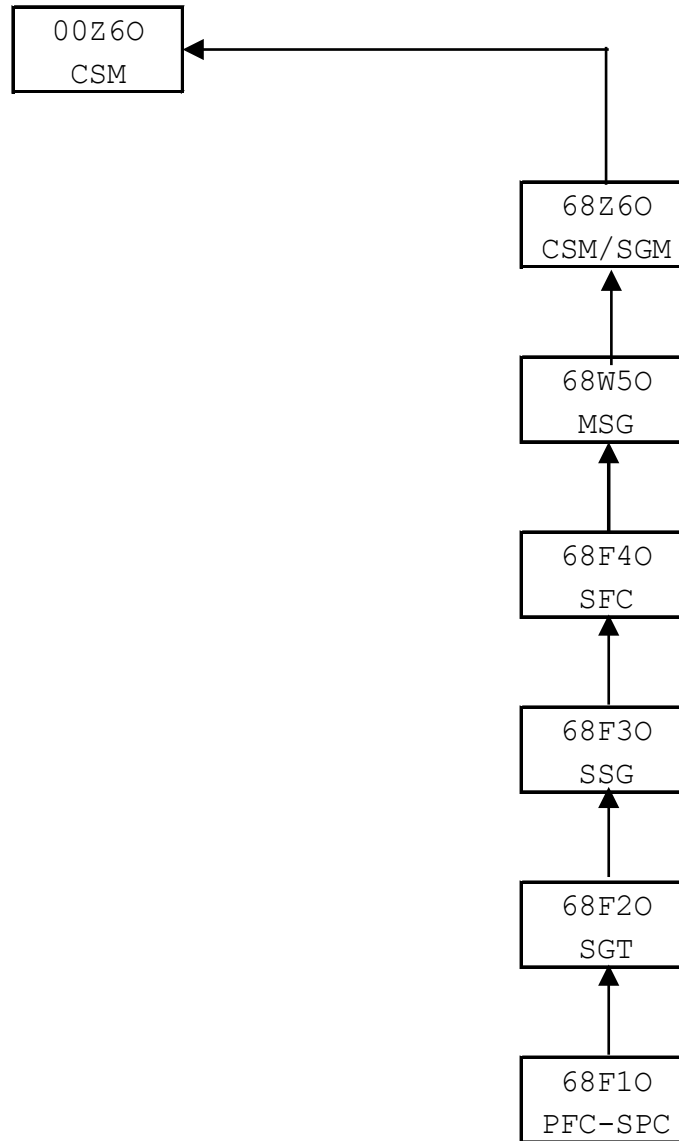 00Z6O
CSM
68Z6O
CSM/SGM
68W5O
MSG
68F4O
SFC
68F3O
SSG
68F2O
SGT
68F1O
PFC-SPC